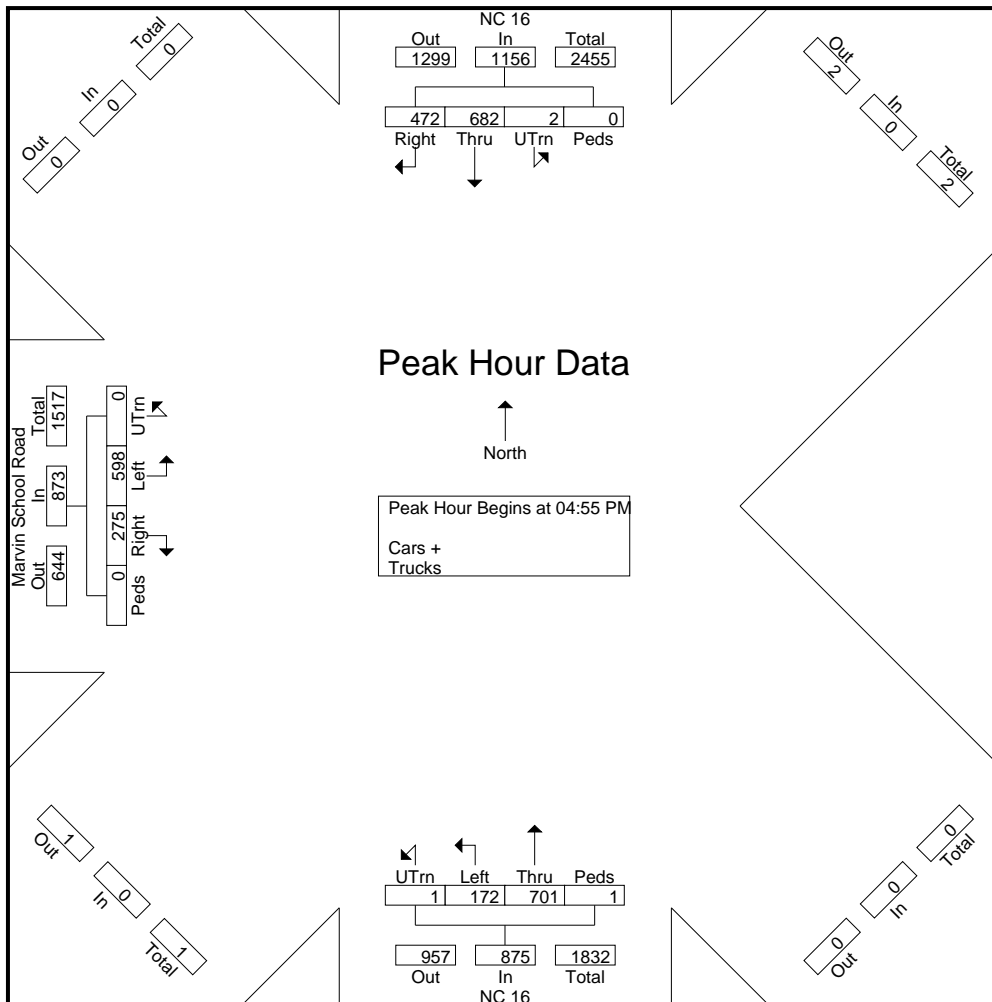 NC 16
Out In Total
1299 1156 2455
472 682 2 0
Right Thru UTrn Peds
Total
0
In
0
Out
0
Out
2
In
0
Total
2
Marvin School Road
Out In Total
644 873 1517
0 275 598 0
Peds Right Left UTrn
Peak Hour Data
North
Peak Hour Begins at 04:55 PM
Cars +
Trucks
1
Out
0
In
1
Total
0
Total
0
In
0
Out
UTrn Left Thru Peds
1 172 701 1
957 875 1832
Out In Total
NC 16